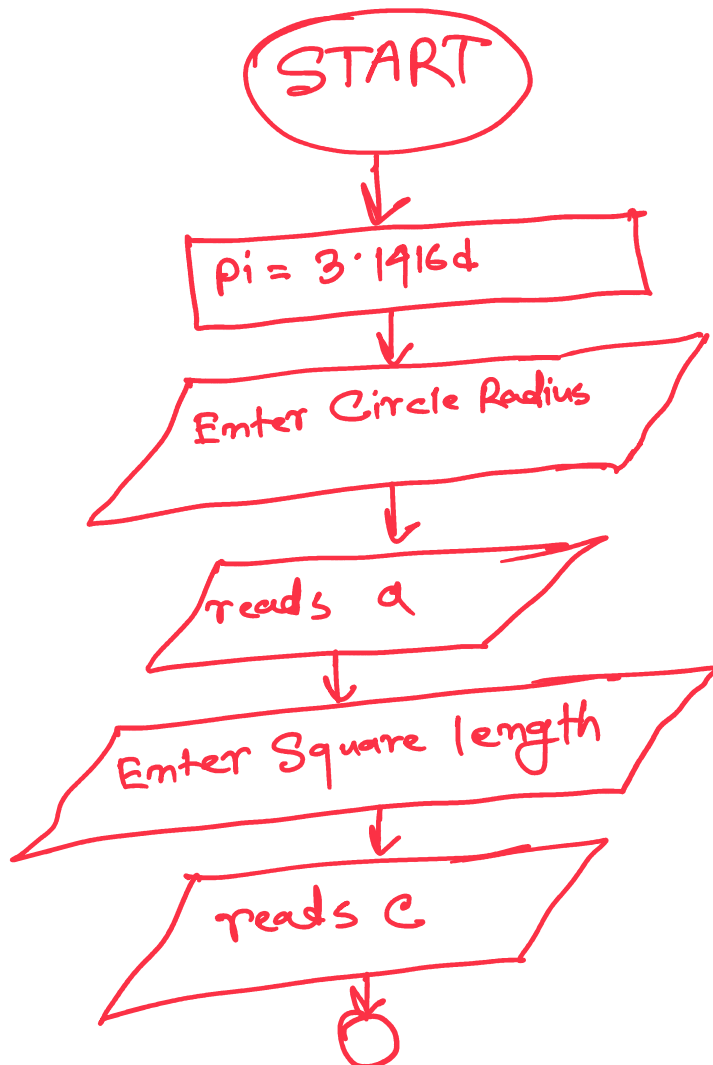 START
pi = 3.1416d
Enter Circle Radius
reads a
Enter Square length
reads c